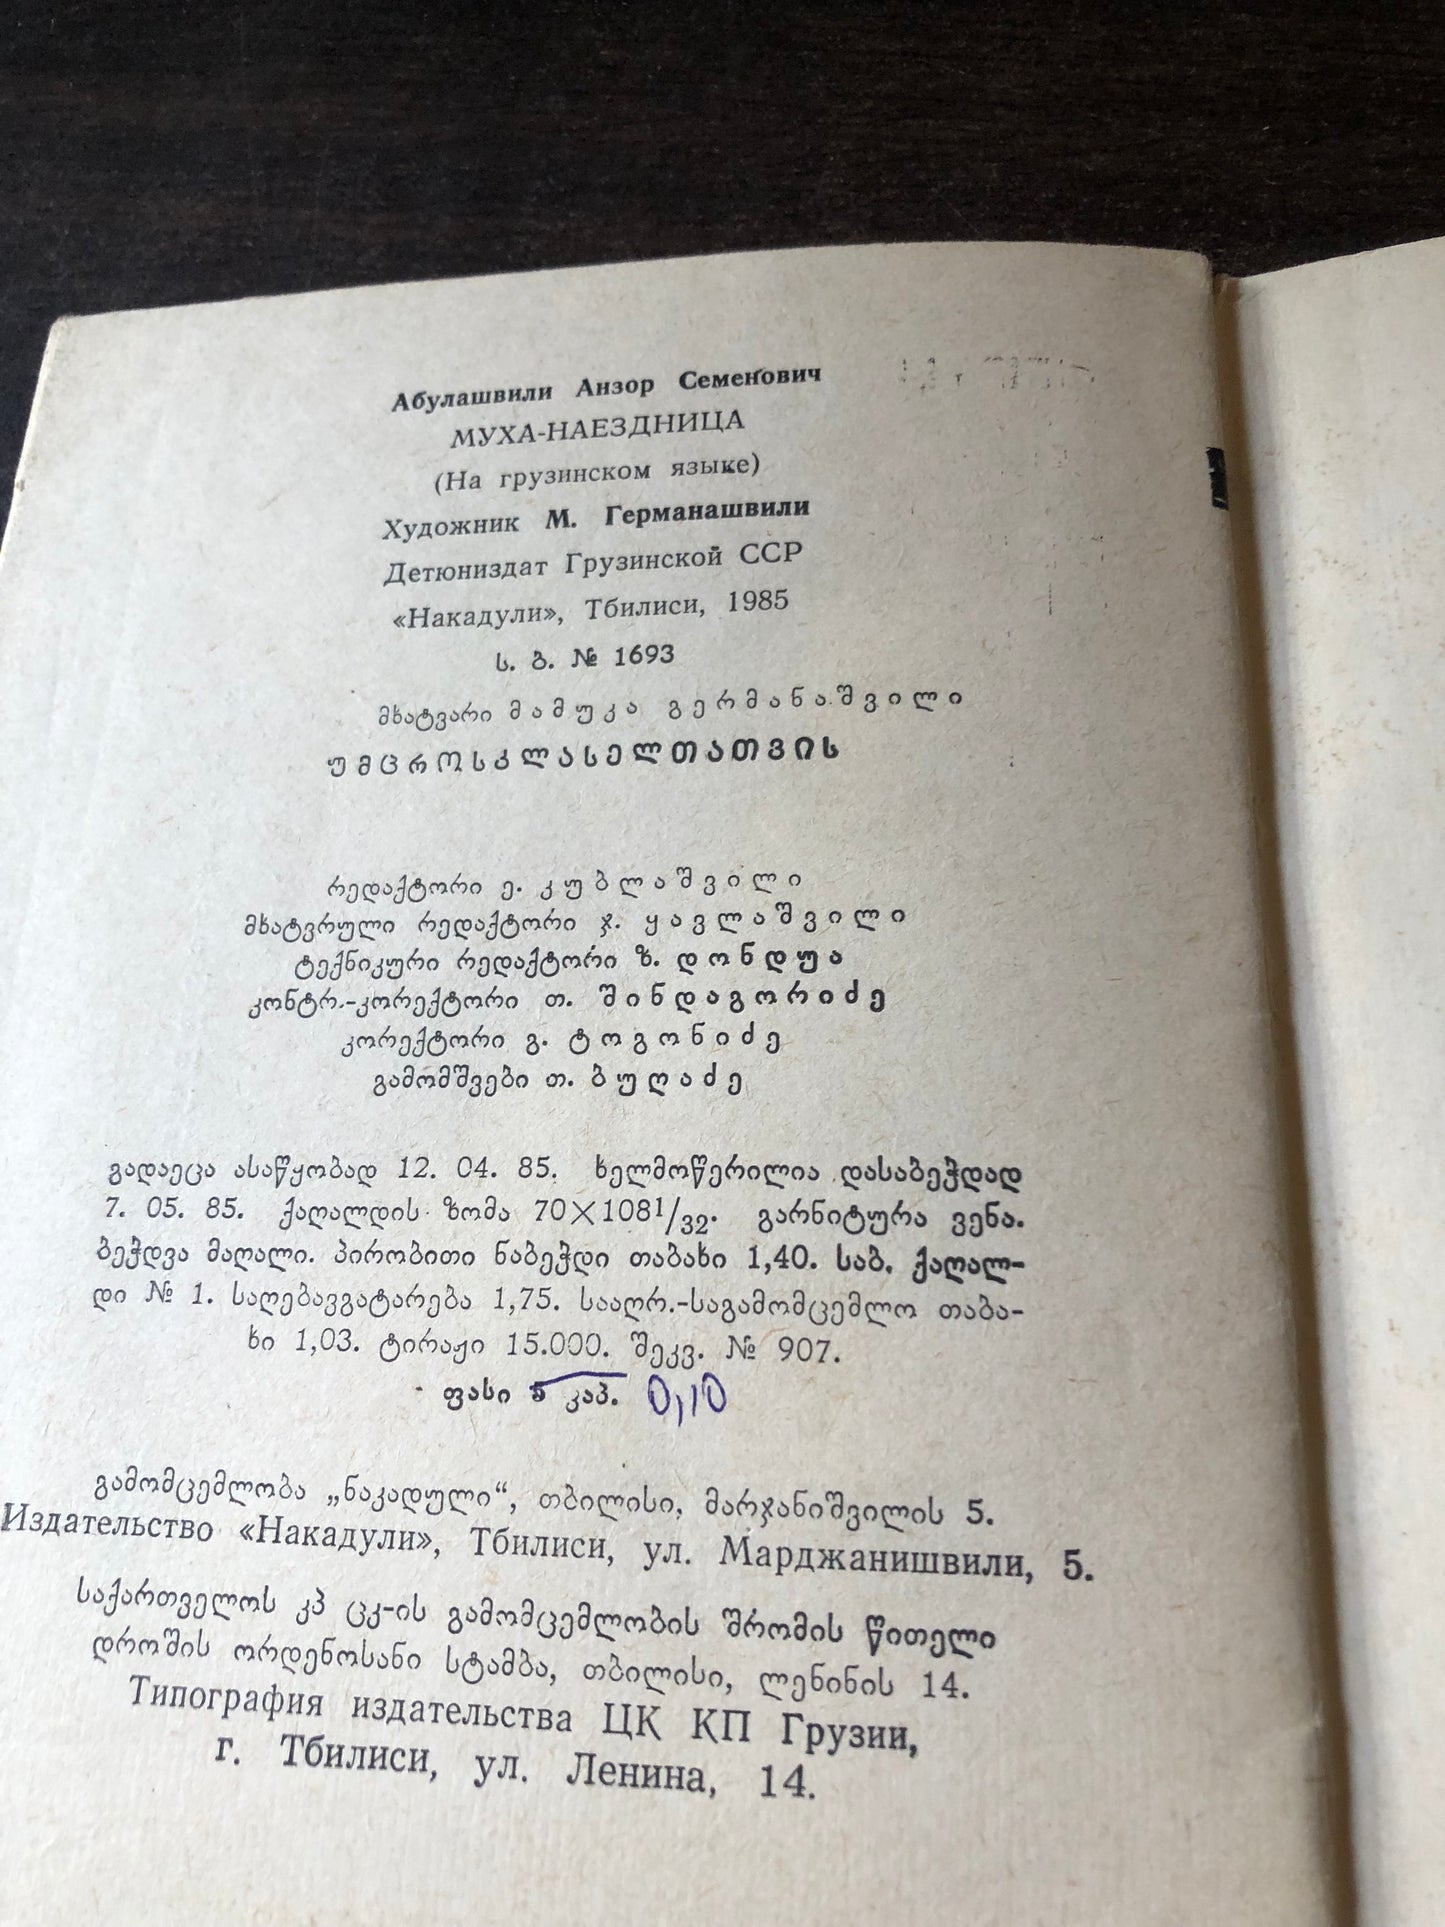 Абулашвили Анзор Семенович
МУХА-НАЕЗДНИЦА
(На грузинском языке)
Художник М. Германашвили
Детюниздат Грузинской ССР
«Накадули», Тбилиси, 1985
ს. ბ. № 1693
მხატვარი მამუკა გერმანაშვილი
უმცროსკლასელთათვის
რედაქტორი ე. კუბლაშვილი
მხატვრული რედაქტორი ჯ. ყავლაშვილი
ტექნიკური რედაქტორი ზ. დონდუა
კონტრ.-კორექტორი თ. შინდაგორიძე
კორექტორი გ. ტოგონიძე
გამომშვები თ. ბუღაძე
გადაეცა ასაწყობად 12. 04. 85. ხელმოწერილია დასაბეჭდად
7. 05. 85. ქაღალდის ზომა 70×108¹/₃₂. გარნიტურა ვენა.
ბეჭდვა მაღალი. პირობითი ნაბეჭდი თაბახი 1,40. საბ. ქაღალ-
დი № 1. საღებავგატარება 1,75. სააღრ.-საგამომცემლო თაბა-
ხი 1,03. ტირაჟი 15.000. შეკვ. № 907.
ფასი 5 კაპ. 0,10
გამომცემლობა „ნაკადული“, თბილისი, მარჯანიშვილის 5.
Издательство «Накадули», Тбилиси, ул. Марджанишвили, 5.
საქართველოს კპ ცკ-ის გამომცემლობის შრომის წითელი
დროშის ორდენოსანი სტამბა, თბილისი, ლენინის 14.
Типография издательства ЦК КП Грузии,
г. Тбилиси, ул. Ленина, 14.